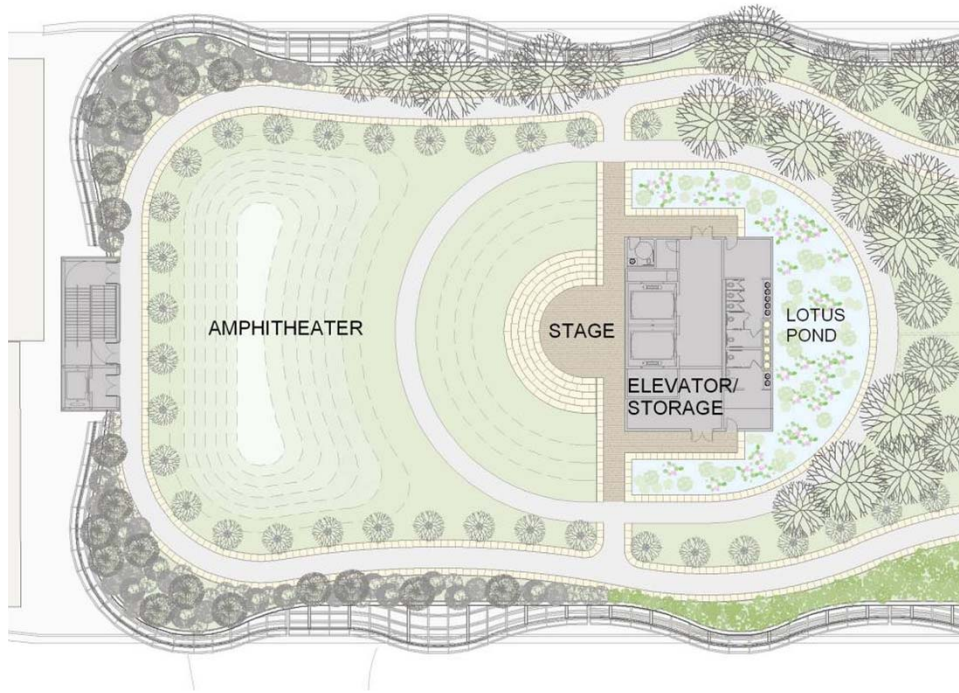 AMPHITHEATER
STAGE
LOTUS
POND
ELEVATOR/
STORAGE